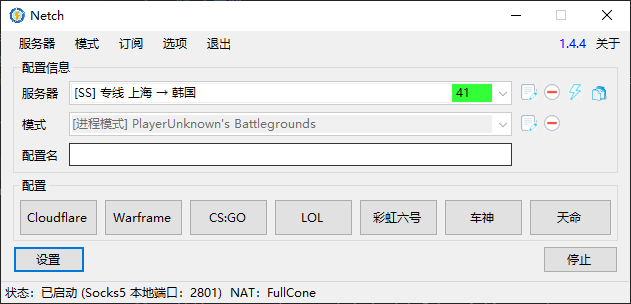 Netch
服务器 模式 订阅 选项 退出 1.4.4 关于
配置信息
服务器 [SS] 专线 上海 → 韩国 41
模式 [进程模式] PlayerUnknown's Battlegrounds
配置名
配置
Cloudflare Warframe CS:GO LOL 彩虹六号 车神 天命
设置 停止
状态：已启动 (Socks5 本地端口：2801) NAT：FullCone